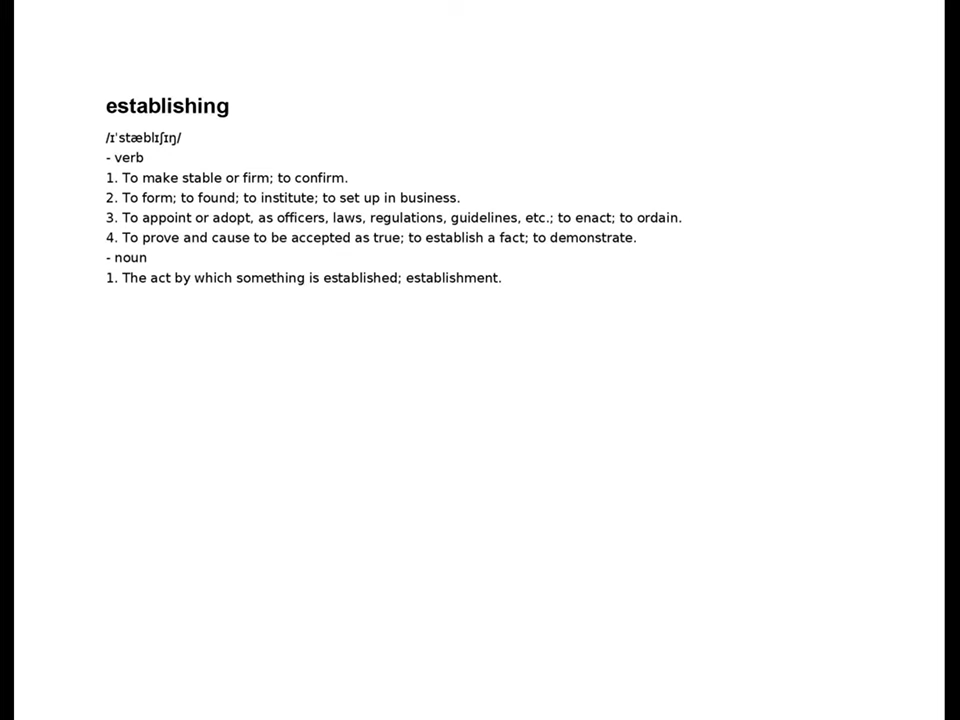 establishing
/ɪˈstæblɪʃɪŋ/
- verb
1. To make stable or firm; to confirm.
2. To form; to found; to institute; to set up in business.
3. To appoint or adopt, as officers, laws, regulations, guidelines, etc.; to enact; to ordain.
4. To prove and cause to be accepted as true; to establish a fact; to demonstrate.
- noun
1. The act by which something is established; establishment.